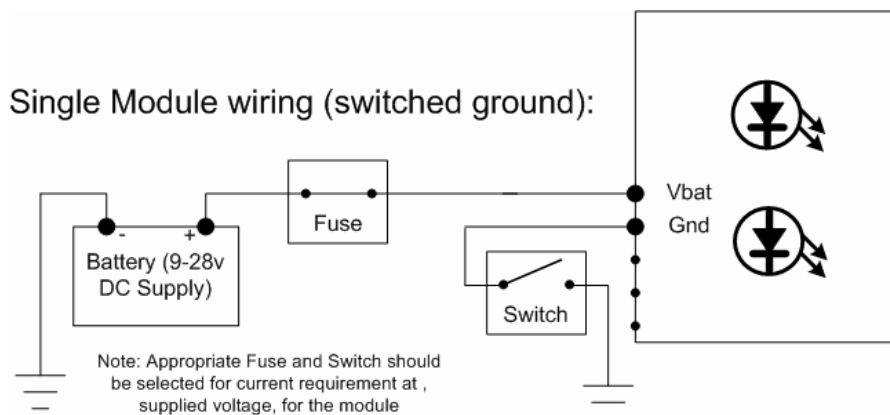 Single Module wiring (switched ground):
Vbat
Fuse
Gnd
- +
Battery (9-28v
DC Supply)
Switch
Note: Appropriate Fuse and Switch should
be selected for current requirement at ,
supplied voltage, for the module